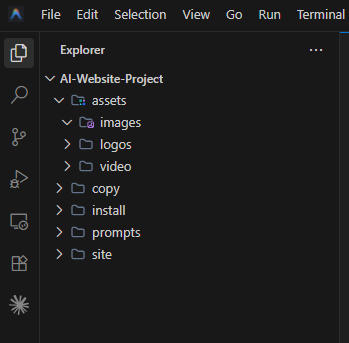 File Edit Selection View Go Run Terminal
Explorer ...
AI-Website-Project
assets
images
logos
video
copy
install
prompts
site